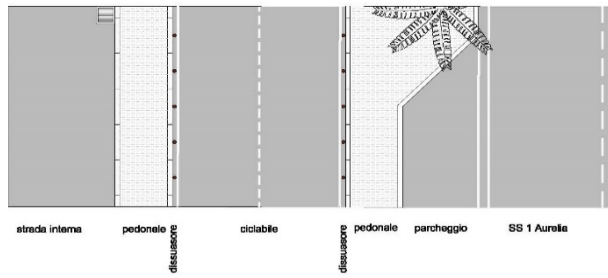 strada interna
pedonale
dissuasore
ciclabile
dissuasore
pedonale
parcheggio
SS 1 Aurelia